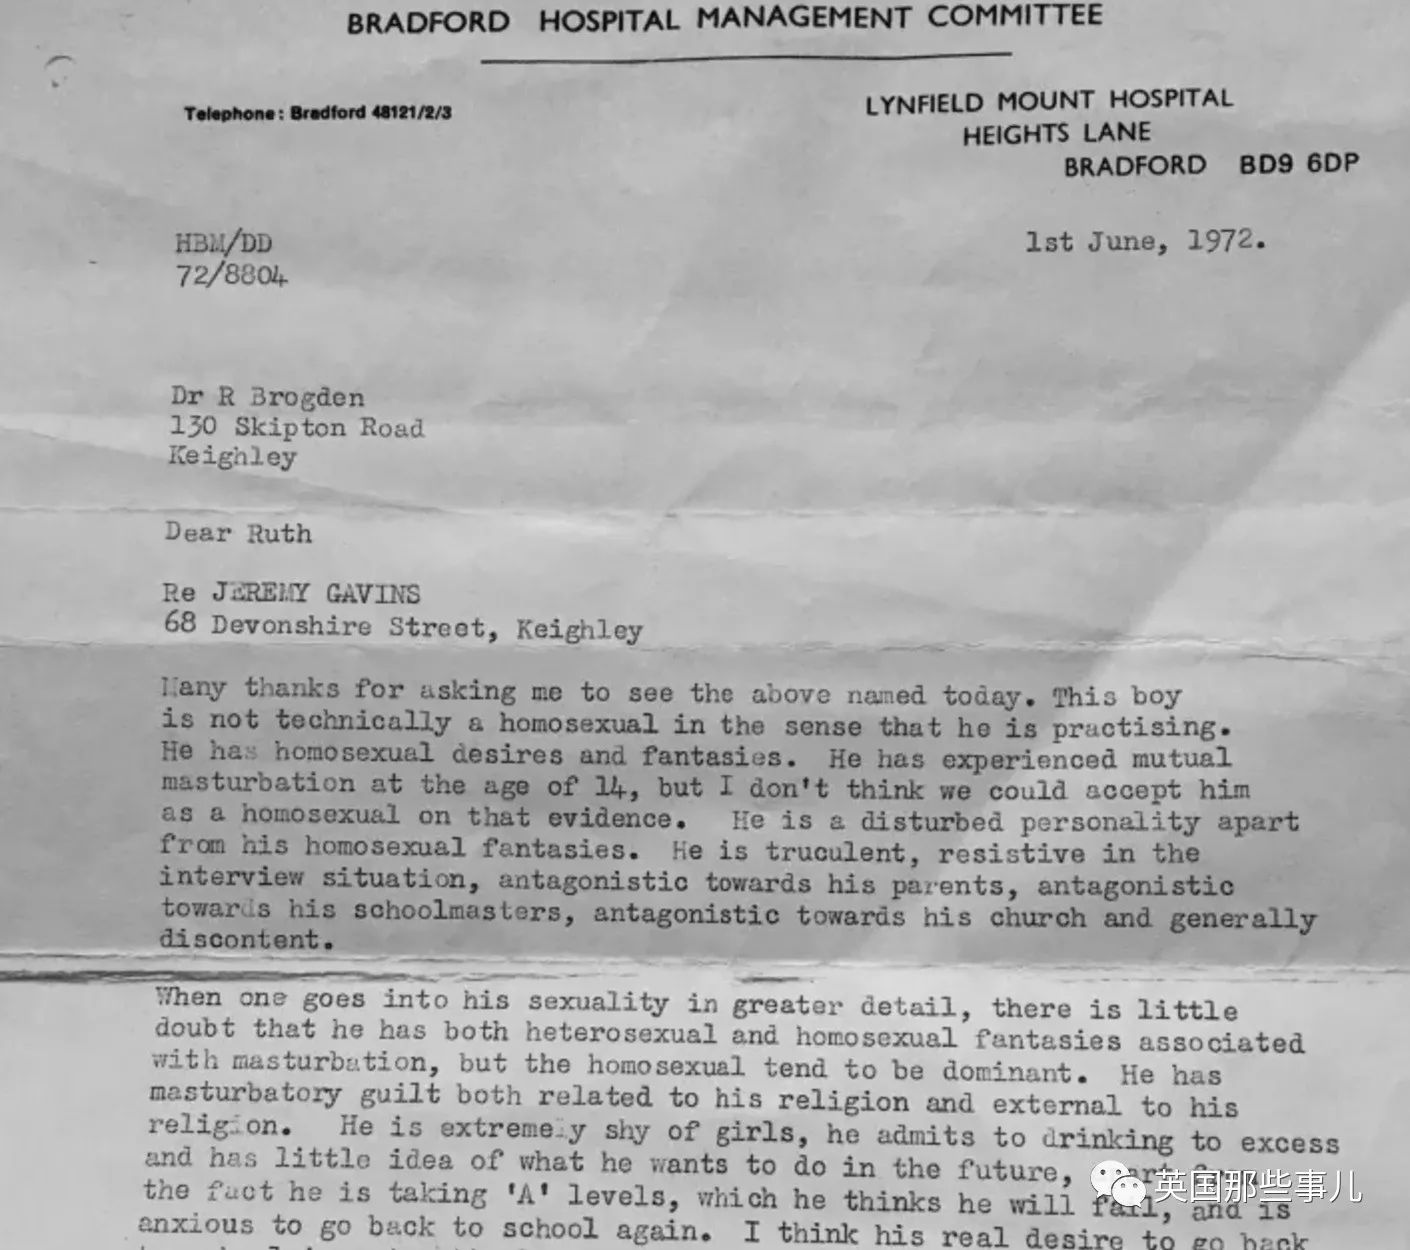 BRADFORD HOSPITAL MANAGEMENT COMMITTEE
Telephone: Bradford 48121/2/3
LYNFIELD MOUNT HOSPITAL
HEIGHTS LANE
BRADFORD BD9 6DP
HBM/DD
72/8804
1st June, 1972.
Dr R Brogden
130 Skipton Road
Keighley
Dear Ruth
Re JEREMY GAVINS
68 Devonshire Street, Keighley
Many thanks for asking me to see the above named today. This boy
is not technically a homosexual in the sense that he is practising.
He has homosexual desires and fantasies. He has experienced mutual
masturbation at the age of 14, but I don't think we could accept him
as a homosexual on that evidence. He is a disturbed personality apart
from his homosexual fantasies. He is truculent, resistive in the
interview situation, antagonistic towards his parents, antagonistic
towards his schoolmasters, antagonistic towards his church and generally
discontent.
When one goes into his sexuality in greater detail, there is little
doubt that he has both heterosexual and homosexual fantasies associated
with masturbation, but the homosexual tend to be dominant. He has
masturbatory guilt both related to his religion and external to his
religion. He is extremely shy of girls, he admits to drinking to excess
and has little idea of what he wants to do in the future,
the fact he is taking 'A' levels, which he thinks he will fail, and is
anxious to go back to school again. I think his real desire to go back
英国那些事儿